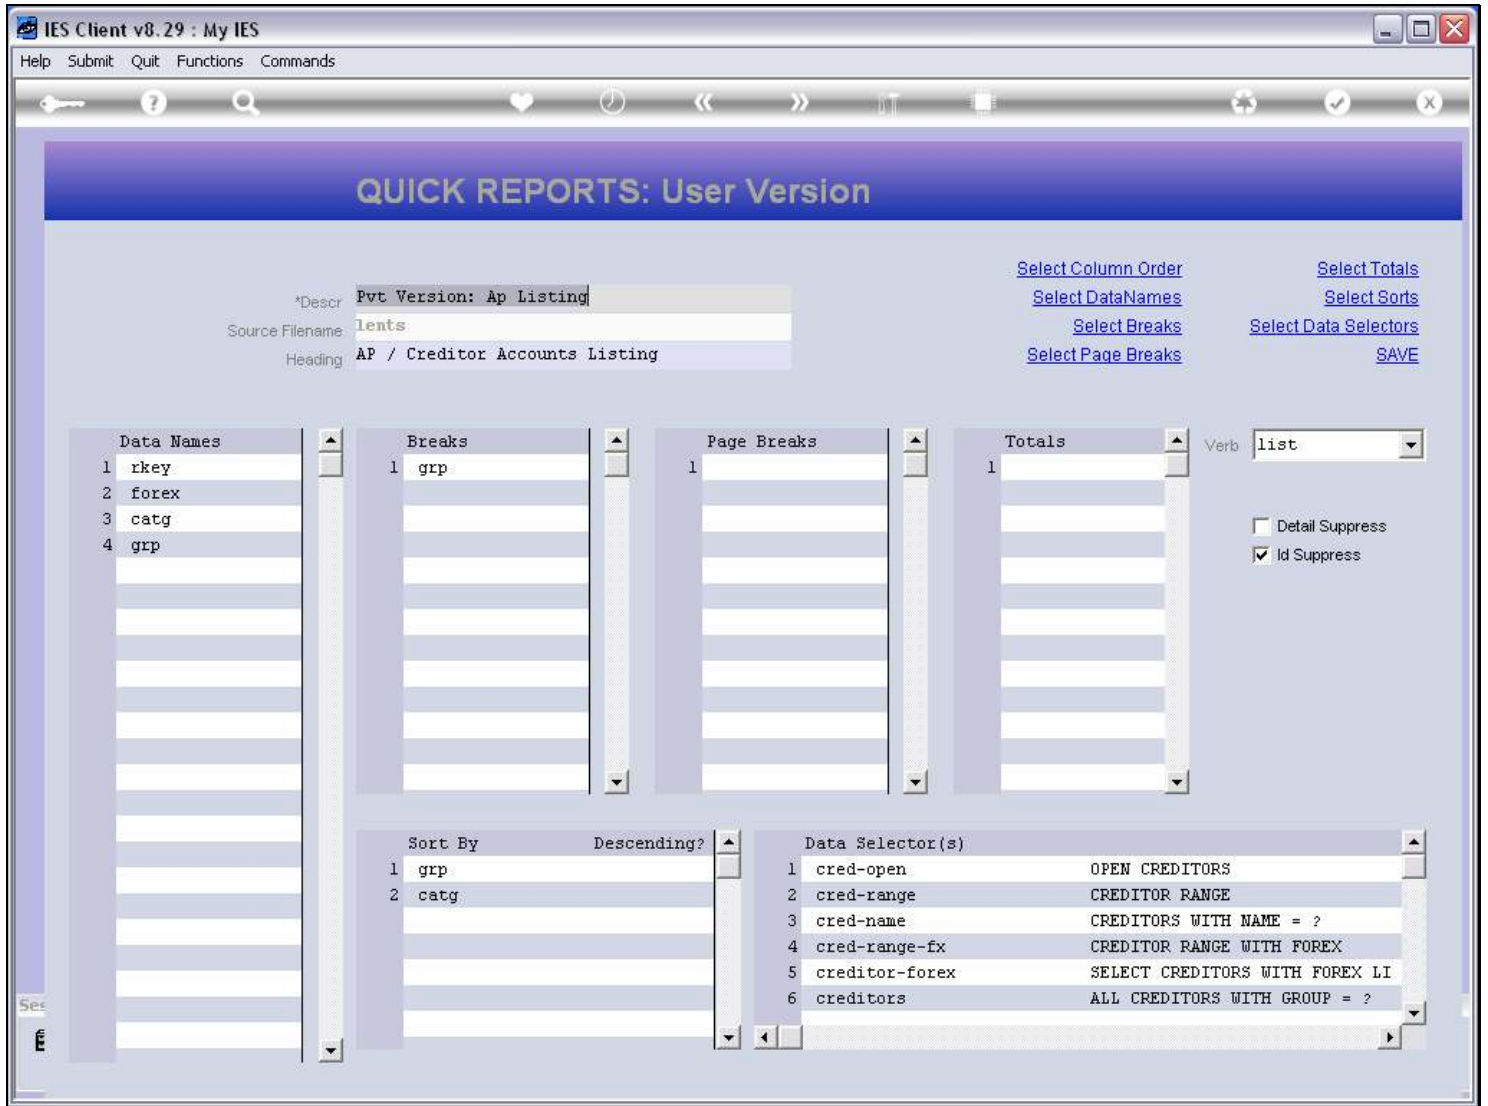 IES Client v8.29 : My IES
Help Submit Quit Functions Commands
QUICK REPORTS: User Version
Select Column Order Select Totals
*Descr Pvt Version: Ap Listing Select DataNames Select Sorts
Source Filename lents Select Breaks Select Data Selectors
Heading AP / Creditor Accounts Listing Select Page Breaks SAVE
Data Names Breaks Page Breaks Totals Verb list
1 rkey 1 grp 1 1
2 forex
3 catg Detail Suppress
4 grp Id Suppress
Sort By Descending? Data Selector(s)
1 grp 1 cred-open OPEN CREDITORS
2 catg 2 cred-range CREDITOR RANGE
3 cred-name CREDITORS WITH NAME = ?
4 cred-range-fx CREDITOR RANGE WITH FOREX
5 creditor-forex SELECT CREDITORS WITH FOREX LI
6 creditors ALL CREDITORS WITH GROUP = ?
Ses